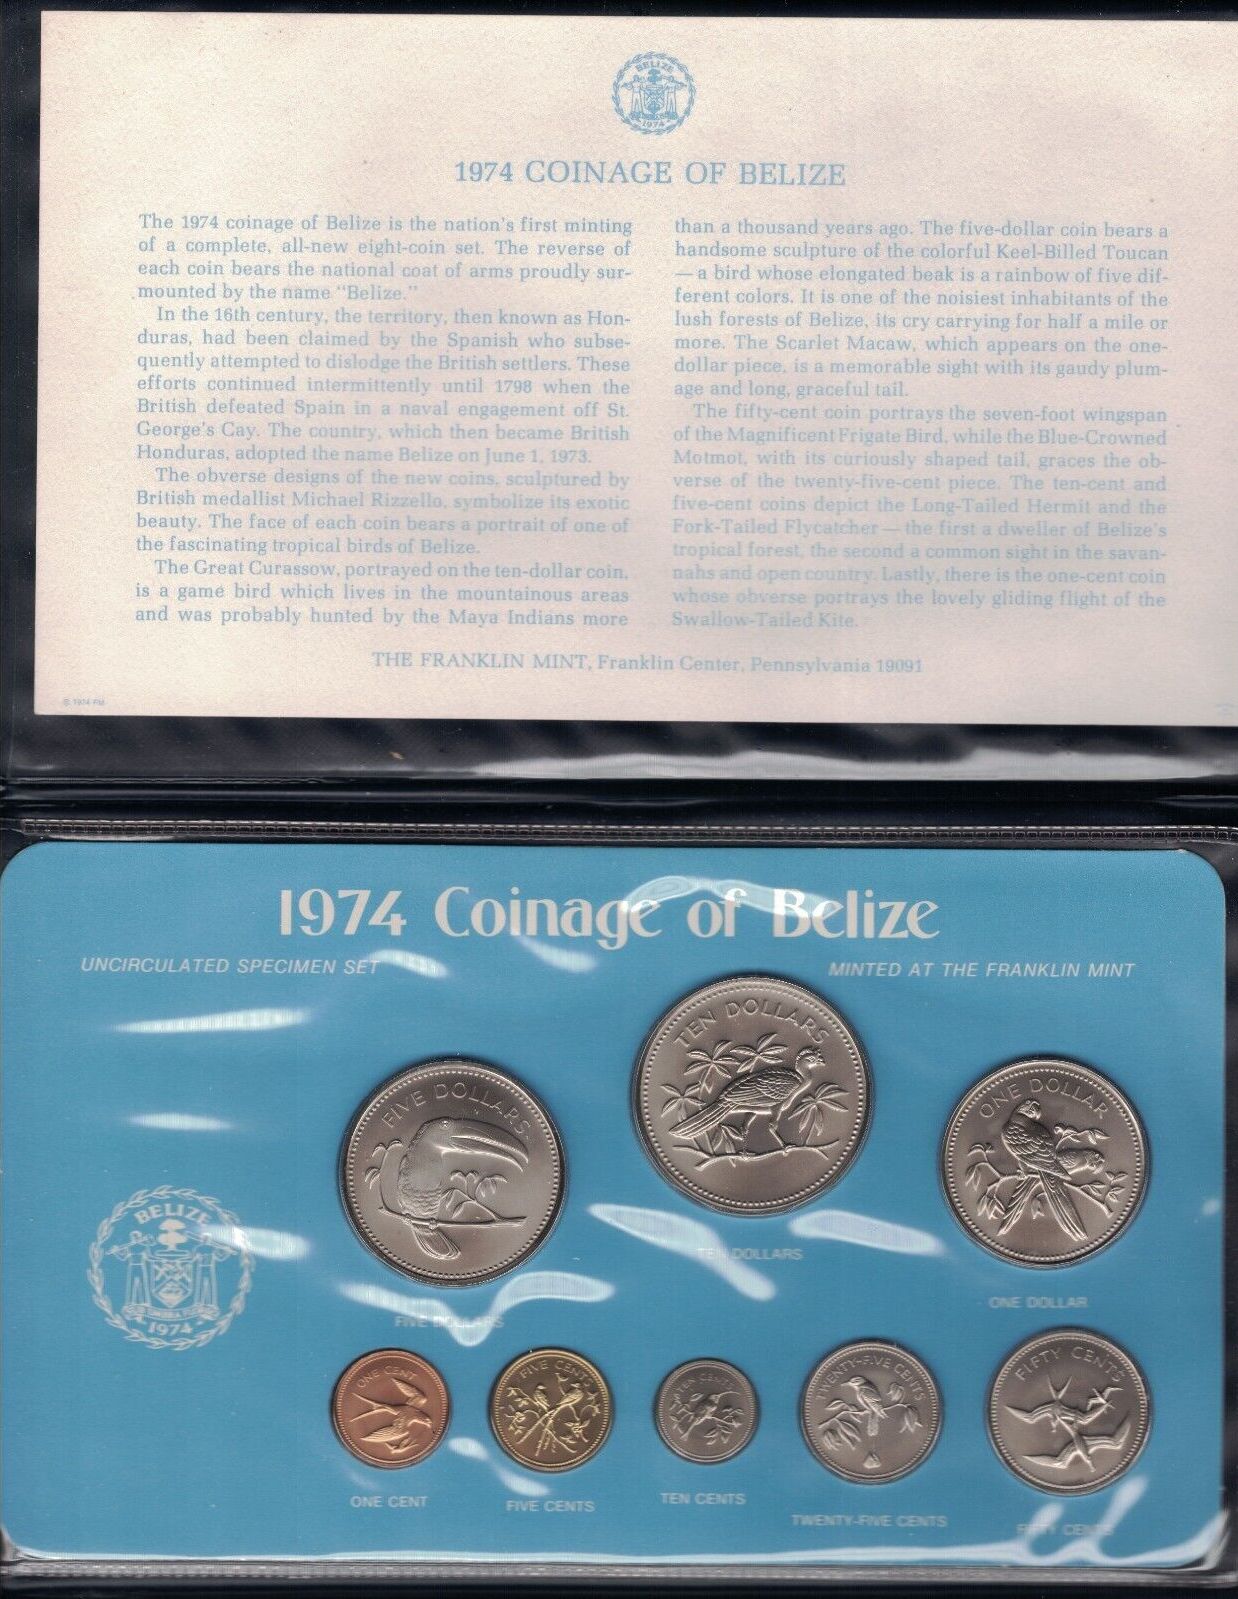 BELIZE
1974
1974 COINAGE OF BELIZE
The 1974 coinage of Belize is the nation's first minting
of a complete, all-new eight-coin set. The reverse of
each coin bears the national coat of arms proudly sur-
mounted by the name "Belize."
In the 16th century, the territory, then known as Hon-
duras, had been claimed by the Spanish who subse-
quently attempted to dislodge the British settlers. These
efforts continued intermittently until 1798 when the
British defeated Spain in a naval engagement off St.
George's Cay. The country, which then became British
Honduras, adopted the name Belize on June 1, 1973.
The obverse designs of the new coins, sculptured by
British medallist Michael Rizzello, symbolize its exotic
beauty. The face of each coin bears a portrait of one of
the fascinating tropical birds of Belize.
The Great Curassow, portrayed on the ten-dollar coin,
is a game bird which lives in the mountainous areas
and was probably hunted by the Maya Indians more
than a thousand years ago. The five-dollar coin bears a
handsome sculpture of the colorful Keel-Billed Toucan
— a bird whose elongated beak is a rainbow of five dif-
ferent colors. It is one of the noisiest inhabitants of the
lush forests of Belize, its cry carrying for half a mile or
more. The Scarlet Macaw, which appears on the one-
dollar piece, is a memorable sight with its gaudy plum-
age and long, graceful tail.
The fifty-cent coin portrays the seven-foot wingspan
of the Magnificent Frigate Bird, while the Blue-Crowned
Motmot, with its curiously shaped tail, graces the ob-
verse of the twenty-five-cent piece. The ten-cent and
five-cent coins depict the Long-Tailed Hermit and the
Fork-Tailed Flycatcher — the first a dweller of Belize's
tropical forest, the second a common sight in the savan-
nahs and open country. Lastly, there is the one-cent coin
whose obverse portrays the lovely gliding flight of the
Swallow-Tailed Kite.
THE FRANKLIN MINT, Franklin Center, Pennsylvania 19091
© 1974 FM
1974 Coinage of Belize
UNCIRCULATED SPECIMEN SET
MINTED AT THE FRANKLIN MINT
TEN DOLLARS
FIVE DOLLARS
ONE DOLLAR
TEN DOLLARS
BELIZE
1974
ONE DOLLAR
FIVE DOLLARS
ONE CENT
FIVE CENTS
TEN CENTS
TWENTY-FIVE CENTS
FIFTY CENTS
ONE CENT
FIVE CENTS
TEN CENTS
TWENTY-FIVE CENTS
FIFTY CENTS